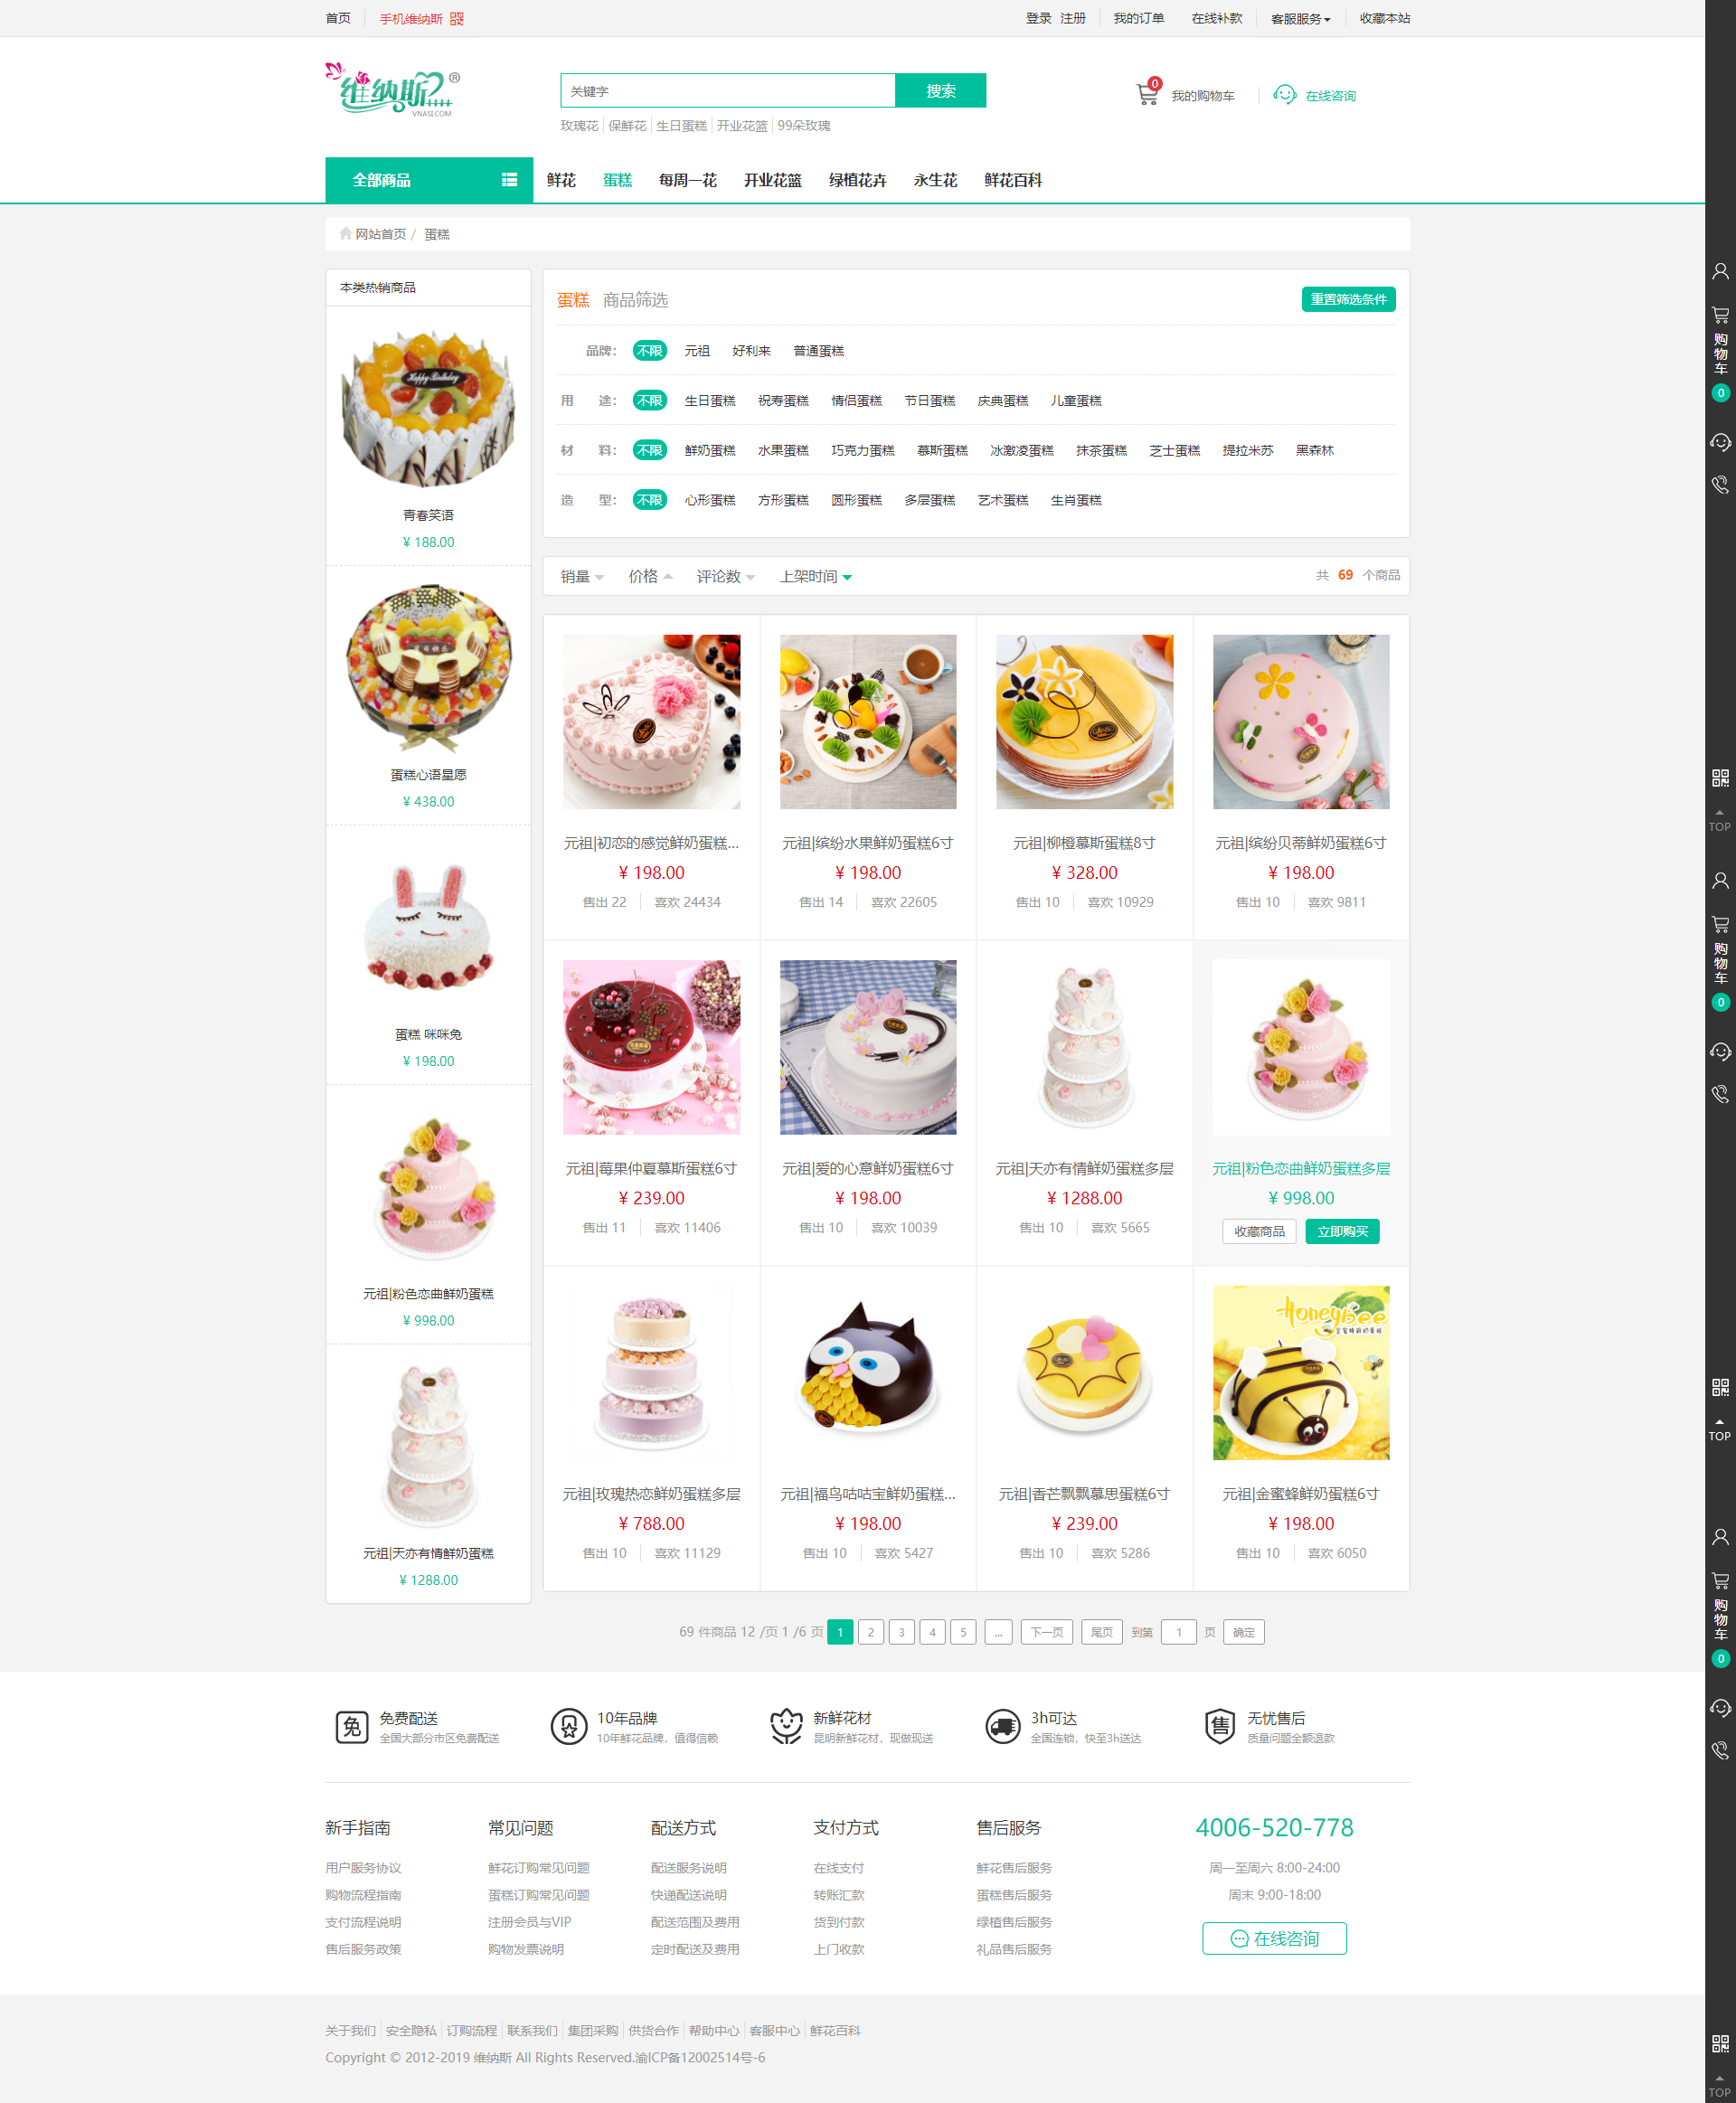 首页 手机维纳斯 登录 注册 我的订单 在线补款 客服服务 收藏本站
维纳斯 ®
VNASI.COM
关键字 搜索
0 我的购物车 在线咨询
玫瑰花 保鲜花 生日蛋糕 开业花篮 99朵玫瑰
全部商品 鲜花 蛋糕 每周一花 开业花篮 绿植花卉 永生花 鲜花百科
网站首页 / 蛋糕
本类热销商品
Happy Birthday
青春笑语
¥ 188.00
蛋糕心语星愿
¥ 438.00
蛋糕 咪咪兔
¥ 198.00
元祖|粉色恋曲鲜奶蛋糕
¥ 998.00
元祖|天亦有情鲜奶蛋糕
¥ 1288.00
蛋糕 商品筛选 重置筛选条件
品牌: 不限 元祖 好利来 普通蛋糕
用 途: 不限 生日蛋糕 祝寿蛋糕 情侣蛋糕 节日蛋糕 庆典蛋糕 儿童蛋糕
材 料: 不限 鲜奶蛋糕 水果蛋糕 巧克力蛋糕 慕斯蛋糕 冰激凌蛋糕 抹茶蛋糕 芝士蛋糕 提拉米苏 黑森林
造 型: 不限 心形蛋糕 方形蛋糕 圆形蛋糕 多层蛋糕 艺术蛋糕 生肖蛋糕
销量 价格 评论数 上架时间 共 69 个商品
元祖|初恋的感觉鲜奶蛋糕... 元祖|缤纷水果鲜奶蛋糕6寸 元祖|柳橙慕斯蛋糕8寸 元祖|缤纷贝蒂鲜奶蛋糕6寸
¥ 198.00 ¥ 198.00 ¥ 328.00 ¥ 198.00
售出 22 喜欢 24434 售出 14 喜欢 22605 售出 10 喜欢 10929 售出 10 喜欢 9811
元祖|莓果仲夏慕斯蛋糕6寸 元祖|爱的心意鲜奶蛋糕6寸 元祖|天亦有情鲜奶蛋糕多层 元祖|粉色恋曲鲜奶蛋糕多层
¥ 239.00 ¥ 198.00 ¥ 1288.00 ¥ 998.00
售出 11 喜欢 11406 售出 10 喜欢 10039 售出 10 喜欢 5665 收藏商品 立即购买
Honeybee
元祖|玫瑰热恋鲜奶蛋糕多层 元祖|福鸟咕咕宝鲜奶蛋糕... 元祖|香芒飘飘慕思蛋糕6寸 元祖|金蜜蜂鲜奶蛋糕6寸
¥ 788.00 ¥ 198.00 ¥ 239.00 ¥ 198.00
售出 10 喜欢 11129 售出 10 喜欢 5427 售出 10 喜欢 5286 售出 10 喜欢 6050
69 件商品 12 /页 1 /6 页 1 2 3 4 5 ... 下一页 尾页 到第 1 页 确定
免 免费配送 10年品牌 新鲜花材 3h可达 售 无忧售后
全国大部分市区免费配送 10年鲜花品牌，值得信赖 昆明新鲜花材，现做现送 全国连锁，快至3h送达 质量问题全额退款
新手指南 常见问题 配送方式 支付方式 售后服务 4006-520-778
用户服务协议 鲜花订购常见问题 配送服务说明 在线支付 鲜花售后服务 周一至周六 8:00-24:00
购物流程指南 蛋糕订购常见问题 快递配送说明 转账汇款 蛋糕售后服务 周末 9:00-18:00
支付流程说明 注册会员与VIP 配送范围及费用 货到付款 绿植售后服务
售后服务政策 购物发票说明 定时配送及费用 上门收款 礼品售后服务 在线咨询
关于我们 安全隐私 订购流程 联系我们 集团采购 供货合作 帮助中心 客服中心 鲜花百科
Copyright © 2012-2019 维纳斯 All Rights Reserved.渝ICP备12002514号-6
购物车
0
TOP
购物车
0
TOP
购物车
0
TOP